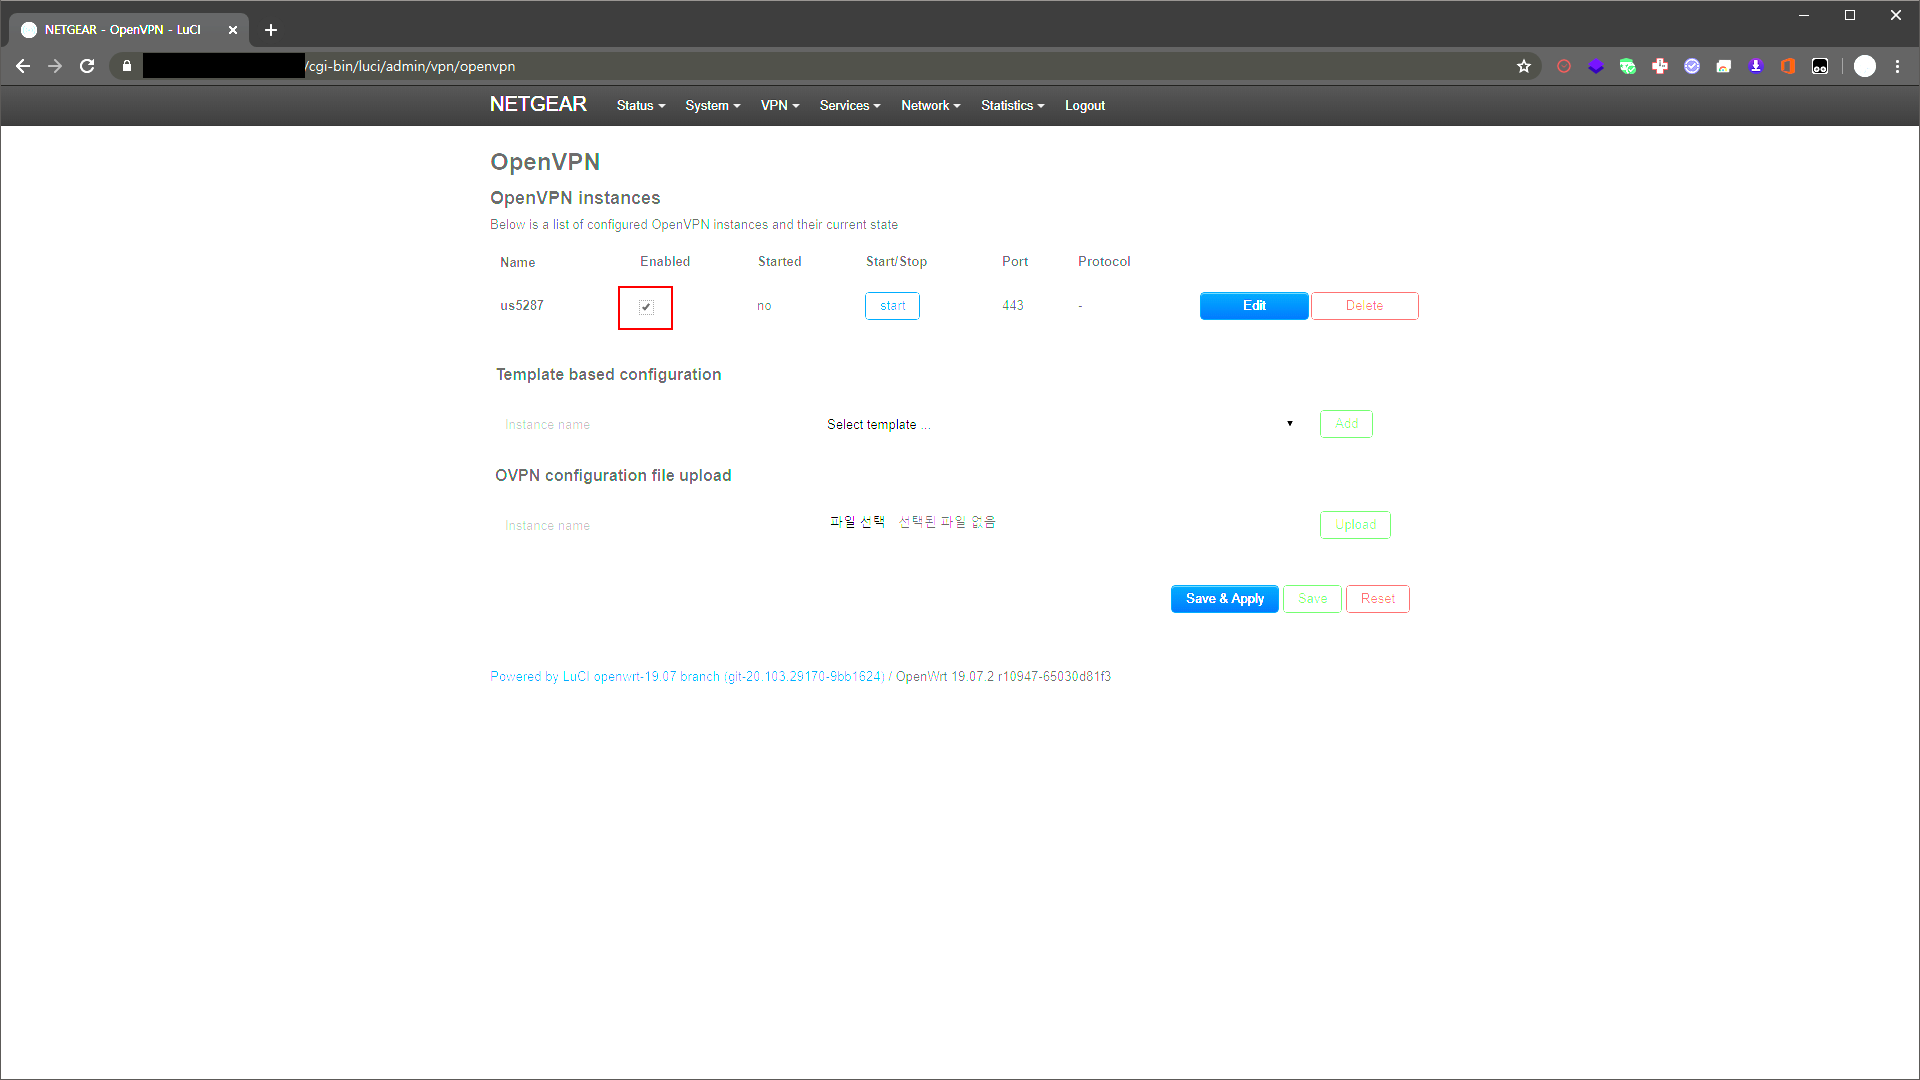 NETGEAR - OpenVPN - LuCI
/cgi-bin/luci/admin/vpn/openvpn
NETGEAR Status System VPN Services Network Statistics Logout
OpenVPN
OpenVPN instances
Below is a list of configured OpenVPN instances and their current state
Name Enabled Started Start/Stop Port Protocol
us5287 no start 443 - Edit Delete
Template based configuration
Instance name Select template ... Add
OVPN configuration file upload
Instance name 파일 선택 선택된 파일 없음 Upload
Save & Apply Save Reset
Powered by LuCI openwrt-19.07 branch (git-20.103.29170-9bb1624) / OpenWrt 19.07.2 r10947-65030d81f3